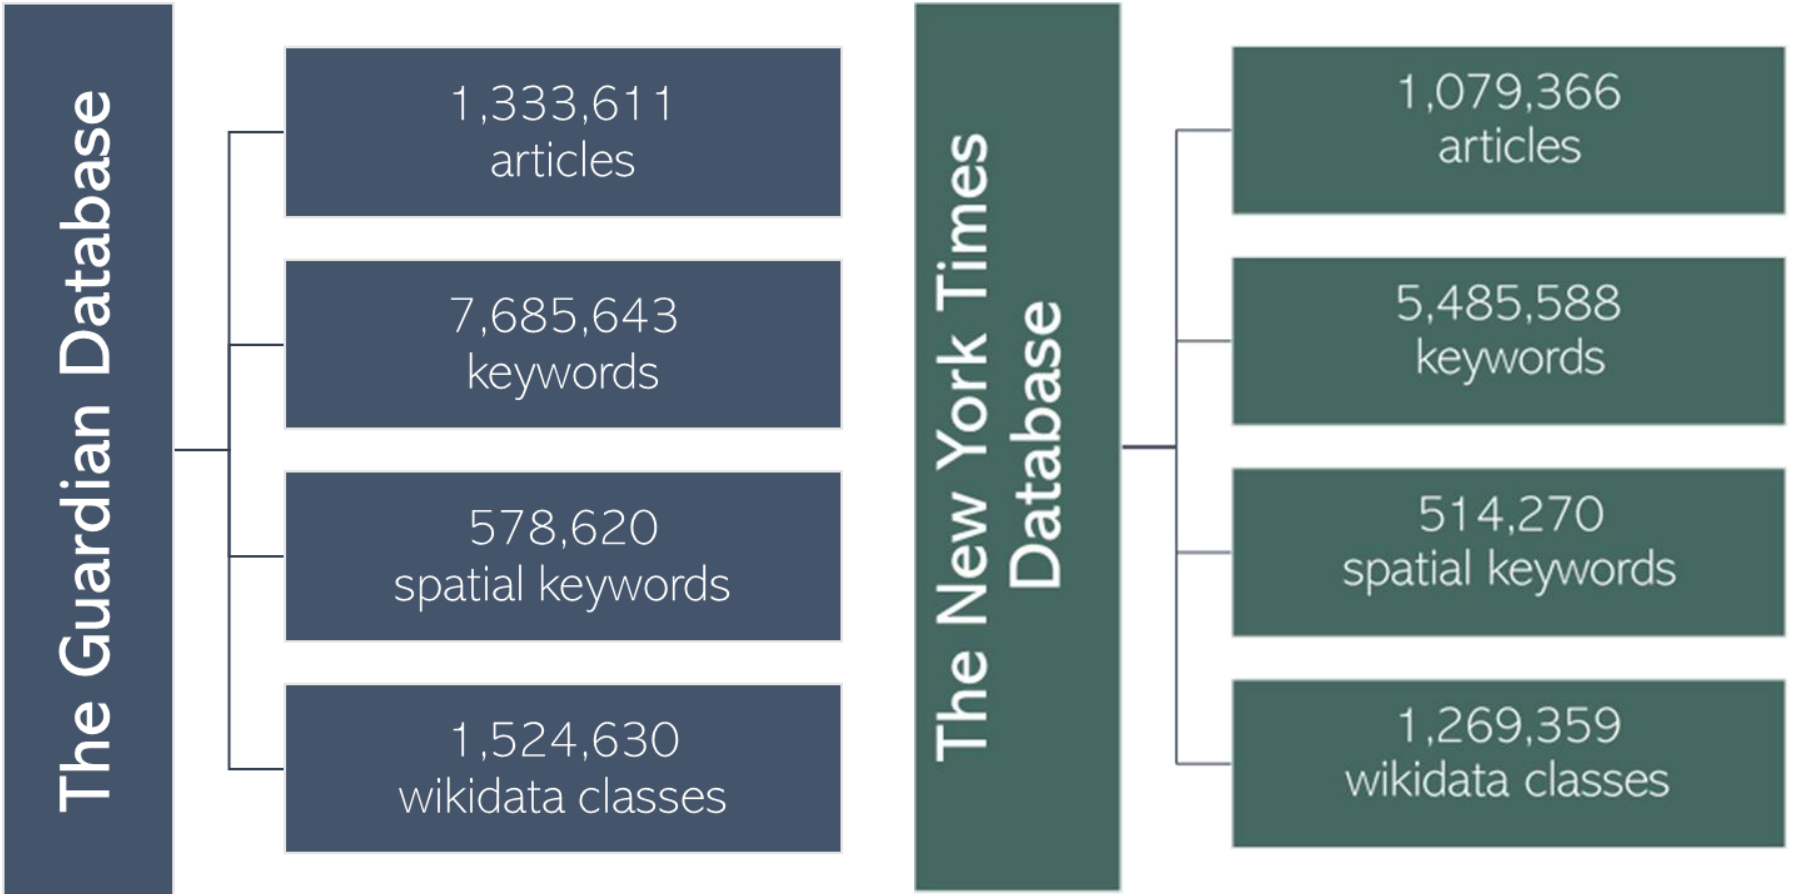 The Guardian Database
1,333,611
articles
7,685,643
keywords
578,620
spatial keywords
1,524,630
wikidata classes
The New York Times
Database
1,079,366
articles
5,485,588
keywords
514,270
spatial keywords
1,269,359
wikidata classes